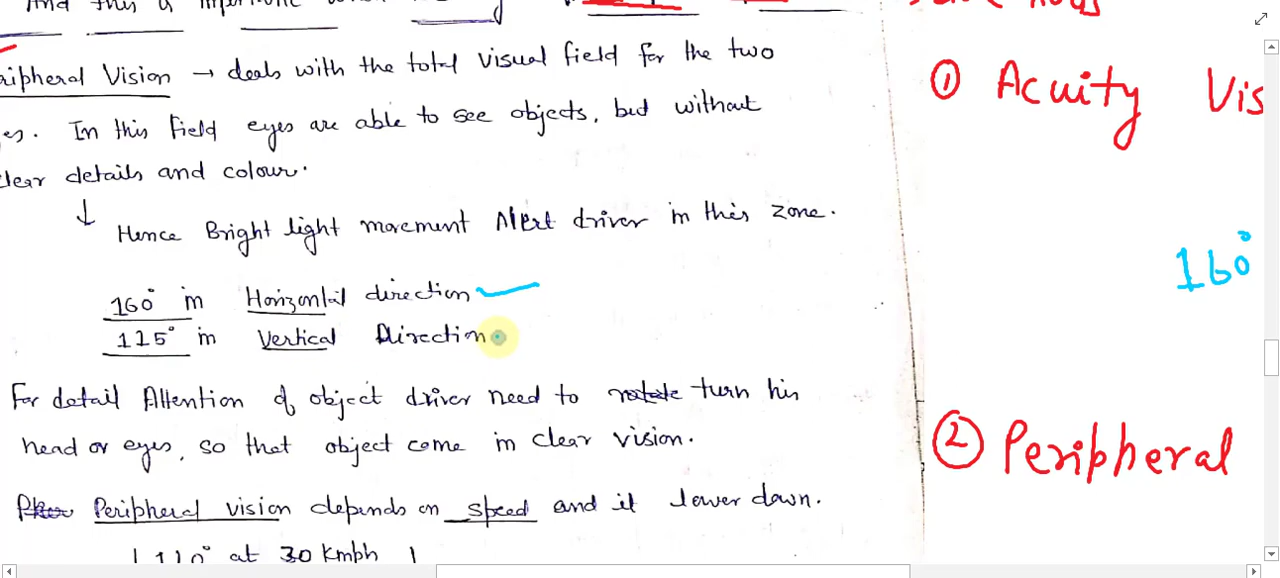 ripheral Vision → deals with the total visual field for the two
es. In this field eyes are able to see objects, but without
lear details and colour.
↓ Hence Bright light movement Alert driver in this zone.
160° in Horizontal direction
115° in Vertical Direction
For detail Attention of object driver need to rotate turn his
head or eyes, so that object come in clear vision.
Peripheral vision depends on speed and it lower down.
110° at 30 kmph
① Acuity Vis
160°
② Peripheral